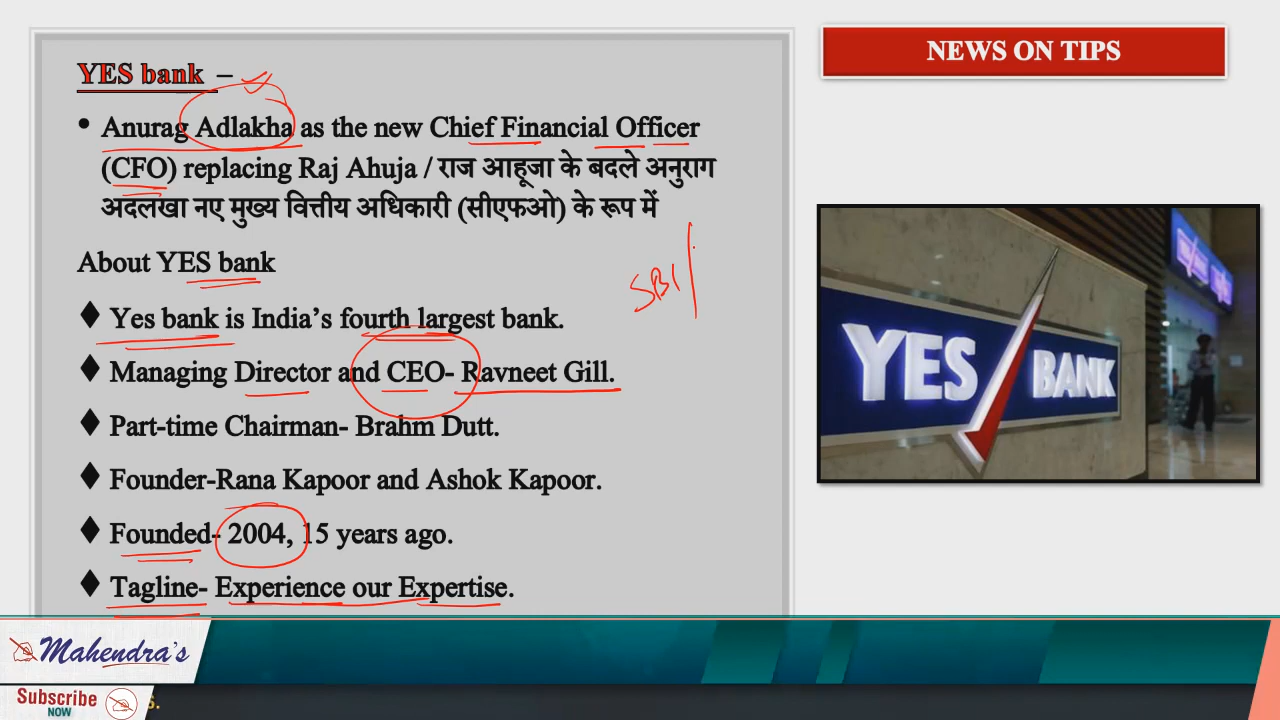 YES bank –
NEWS ON TIPS
• Anurag Adlakha as the new Chief Financial Officer
(CFO) replacing Raj Ahuja / राज आहूजा के बदले अनुराग
अदलखा नए मुख्य वित्तीय अधिकारी (सीएफओ) के रूप में
About YES bank
SBI
♦ Yes bank is India's fourth largest bank.
♦ Managing Director and CEO- Ravneet Gill.
♦ Part-time Chairman- Brahm Dutt.
♦ Founder-Rana Kapoor and Ashok Kapoor.
♦ Founded- 2004, 15 years ago.
♦ Tagline- Experience our Expertise.
YES BANK
Mahendra's
Subscribe
NOW